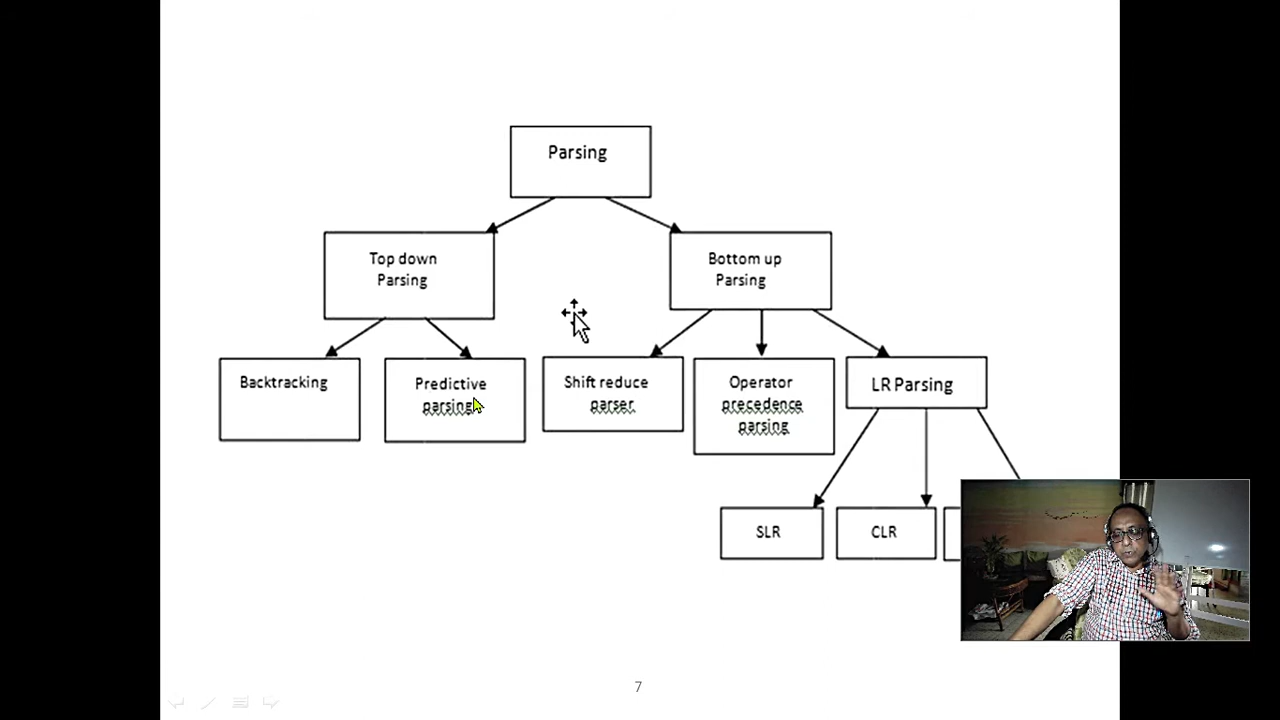 Parsing
Top down
Parsing
Bottom up
Parsing
Backtracking
Predictive
parsing
Shift reduce
parser
Operator
precedence
parsing
LR Parsing
SLR
CLR
7